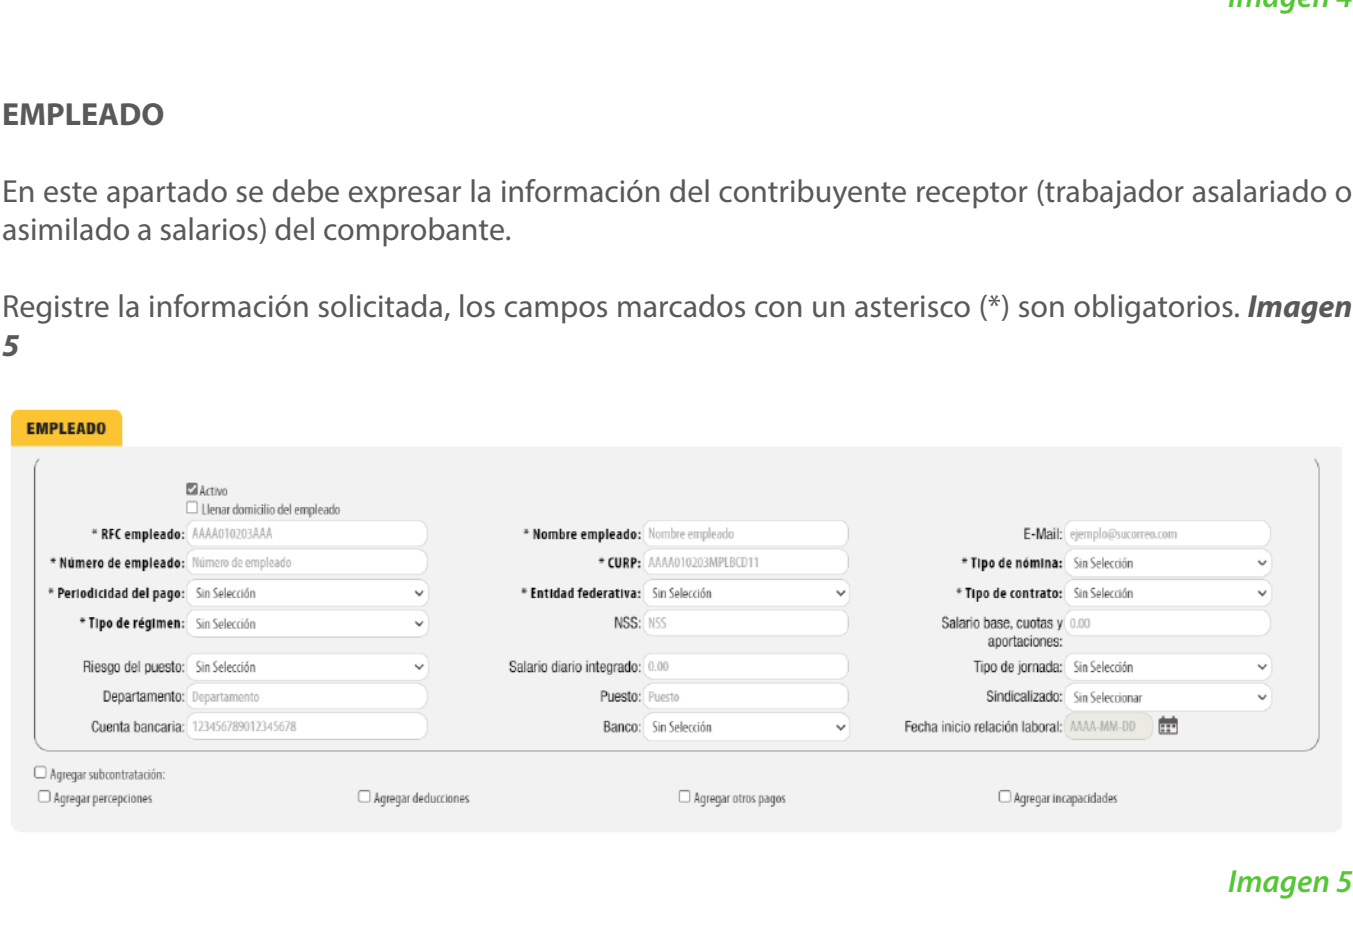 Imagen 4
EMPLEADO
En este apartado se debe expresar la información del contribuyente receptor (trabajador asalariado o
asimilado a salarios) del comprobante.
Registre la información solicitada, los campos marcados con un asterisco (*) son obligatorios. Imagen
5
EMPLEADO
Activo
Llenar domicilio del empleado
* RFC empleado: AAAA010203AAA * Nombre empleado: Nombre empleado E-Mail: ejemplo@sucorreo.com
* Número de empleado: Número de empleado * CURP: AAAA010203MPLBCD11 * Tipo de nómina: Sin Selección
* Periodicidad del pago: Sin Selección * Entidad federativa: Sin Selección * Tipo de contrato: Sin Selección
* Tipo de régimen: Sin Selección NSS: NSS Salario base, cuotas y 0.00
aportaciones:
Riesgo del puesto: Sin Selección Salario diario integrado: 0.00 Tipo de jornada: Sin Selección
Departamento: Departamento Puesto: Puesto Sindicalizado: Sin Seleccionar
Cuenta bancaria: 123456789012345678 Banco: Sin Selección Fecha inicio relación laboral: AAAA-MM-DD
Agregar subcontratación:
Agregar percepciones Agregar deducciones Agregar otros pagos Agregar incapacidades
Imagen 5